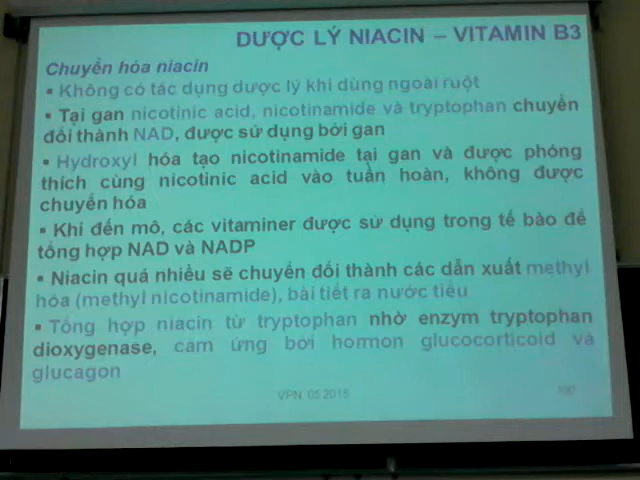 DƯỢC LÝ NIACIN – VITAMIN B3
Chuyển hóa niacin
▪ Không có tác dụng dược lý khi dùng ngoài ruột
▪ Tại gan nicotinic acid, nicotinamide và tryptophan chuyển
đổi thành NAD, được sử dụng bởi gan
▪ Hydroxyl hóa tạo nicotinamide tại gan và được phóng
thích cùng nicotinic acid vào tuần hoàn, không được
chuyển hóa
▪ Khi đến mô, các vitaminer được sử dụng trong tế bào để
tổng hợp NAD và NADP
▪ Niacin quá nhiều sẽ chuyển đổi thành các dẫn xuất methyl
hóa (methyl nicotinamide), bài tiết ra nước tiểu
▪ Tổng hợp niacin từ tryptophan nhờ enzym tryptophan
dioxygenase, cảm ứng bởi hormon glucocorticoid và
glucagon
VPN 05 2015